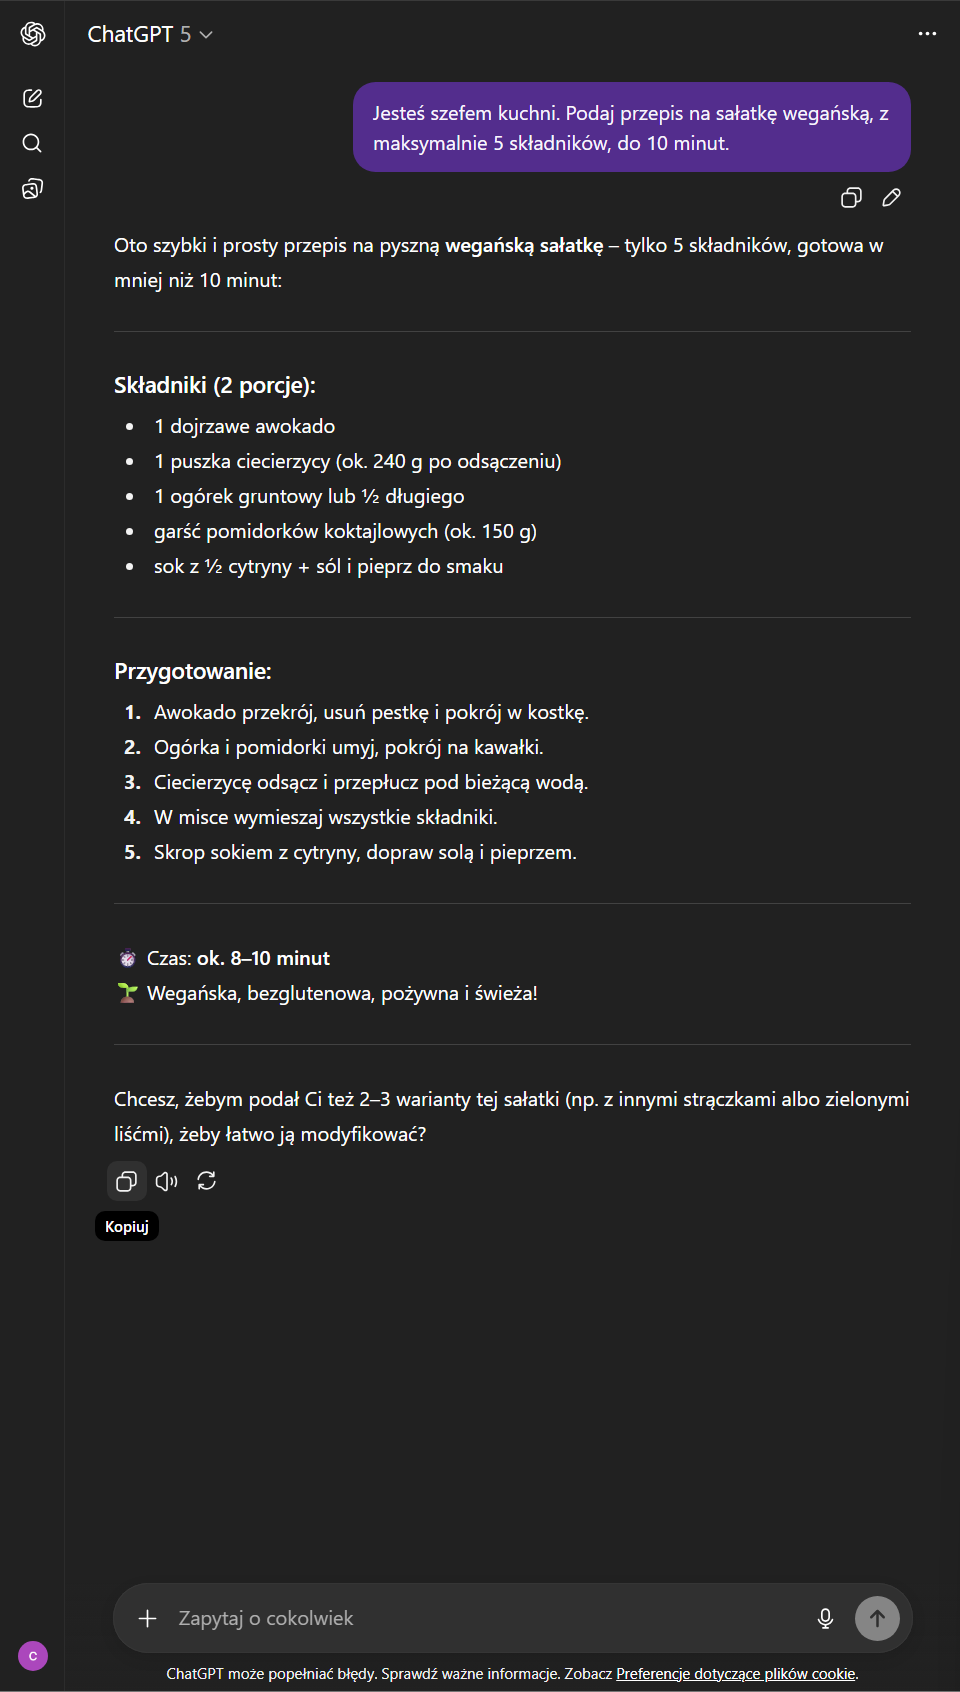 ChatGPT 5
Jesteś szefem kuchni. Podaj przepis na sałatkę wegańską, z
maksymalnie 5 składników, do 10 minut.
Oto szybki i prosty przepis na pyszną wegańską sałatkę – tylko 5 składników, gotowa w
mniej niż 10 minut:
Składniki (2 porcje):
• 1 dojrzawe awokado
• 1 puszka ciecierzycy (ok. 240 g po odsączeniu)
• 1 ogórek gruntowy lub ½ długiego
• garść pomidorków koktajlowych (ok. 150 g)
• sok z ½ cytryny + sól i pieprz do smaku
Przygotowanie:
1. Awokado przekrój, usuń pestkę i pokrój w kostkę.
2. Ogórka i pomidorki umyj, pokrój na kawałki.
3. Ciecierzycę odsącz i przepłucz pod bieżącą wodą.
4. W misce wymieszaj wszystkie składniki.
5. Skrop sokiem z cytryny, dopraw solą i pieprzem.
Czas: ok. 8–10 minut
Wegańska, bezglutenowa, pożywna i świeża!
Chcesz, żebym podał Ci też 2–3 warianty tej sałatki (np. z innymi strączkami albo zielonymi
liśćmi), żeby łatwo ją modyfikować?
Kopiuj
Zapytaj o cokolwiek
C
ChatGPT może popełniać błędy. Sprawdź ważne informacje. Zobacz Preferencje dotyczące plików cookie.